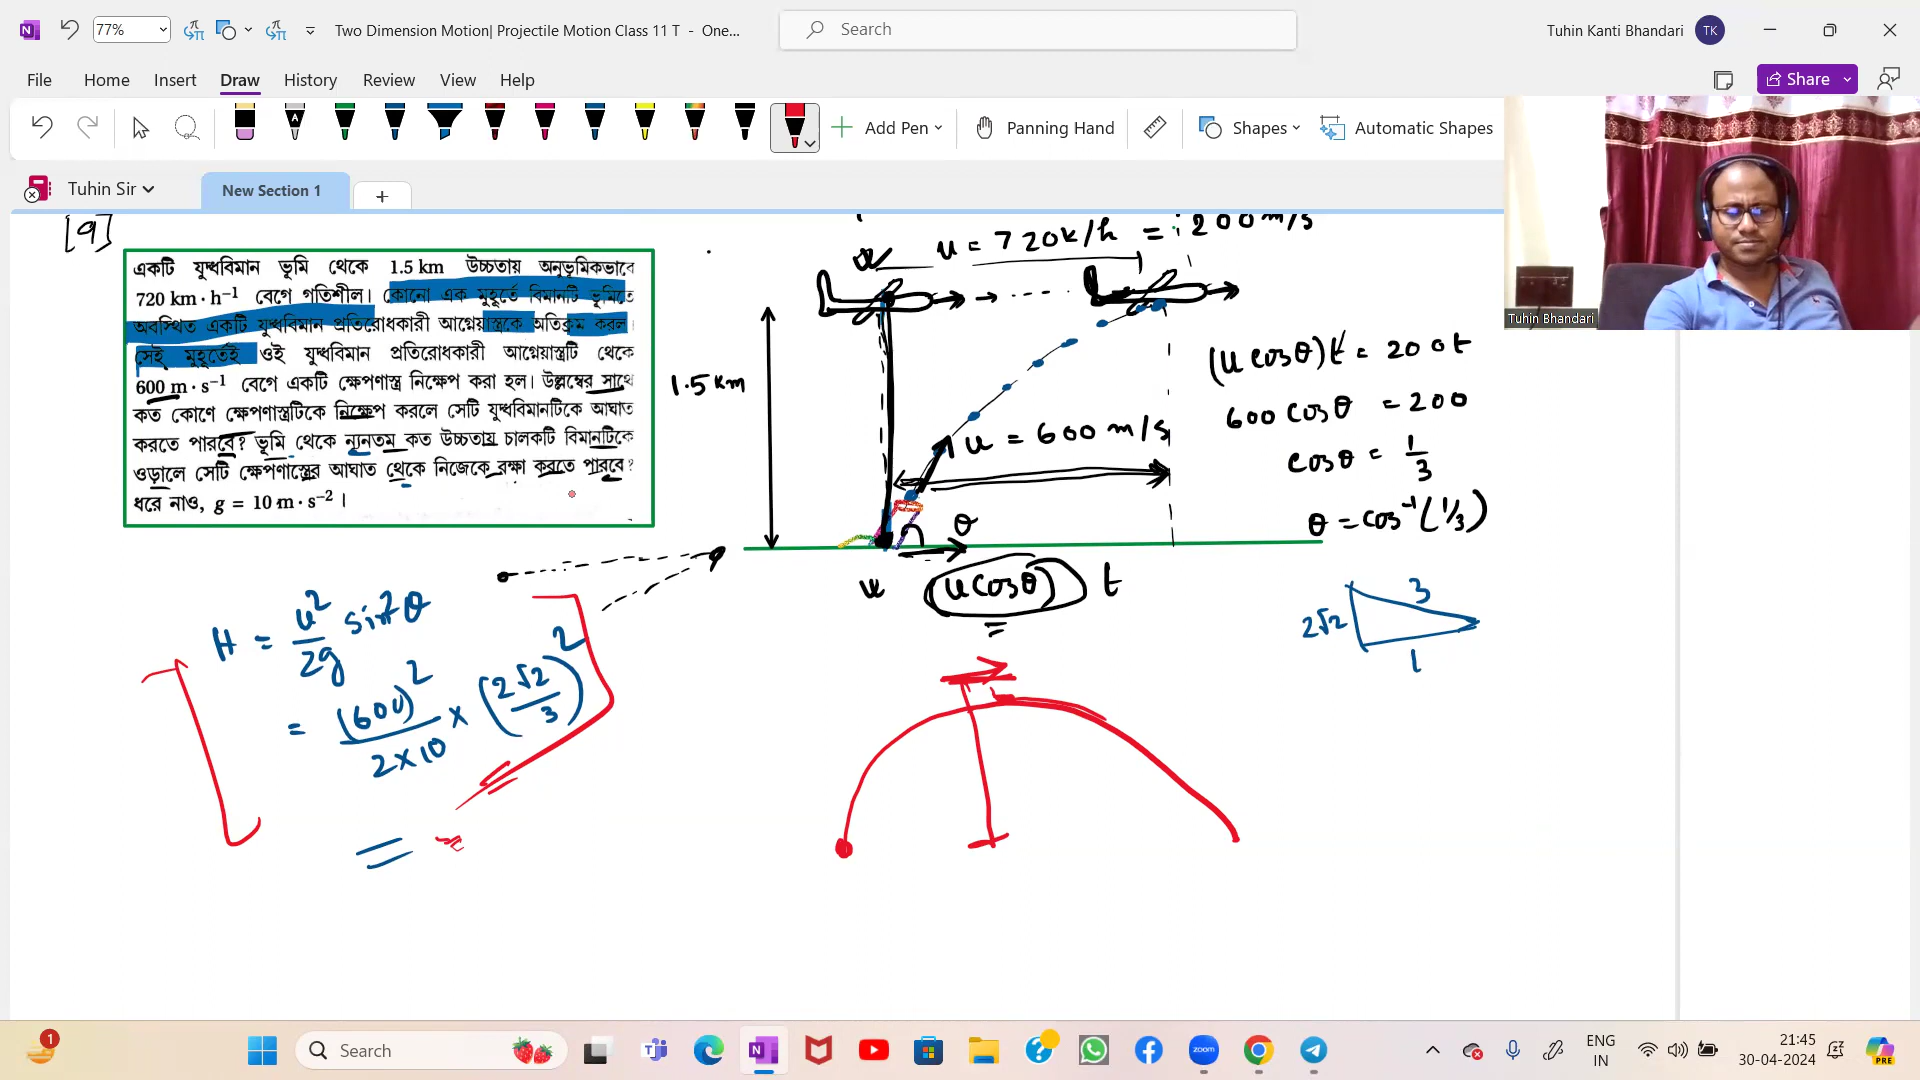 77%
Two Dimension Motion| Projectile Motion Class 11 T - One...
Search
Tuhin Kanti Bhandari
TK
File Home Insert Draw History Review View Help
Share
Add Pen
Panning Hand
Shapes
Automatic Shapes
Tuhin Sir
New Section 1
Tuhin Bhandari
[9]
একটি যুদ্ধবিমান ভূমি থেকে 1.5 km উচ্চতায় অনুভূমিকভাবে
720 km·h⁻¹ বেগে গতিশীল। কোনো এক মুহূর্তে বিমানটি ভূমিতে
অবস্থিত একটি যুদ্ধবিমান প্রতিরোধকারী আগ্নেয়াস্ত্রকে অতিক্রম করল।
সেই মুহূর্তেই ওই যুদ্ধবিমান প্রতিরোধকারী আগ্নেয়াস্ত্রটি থেকে
600 m·s⁻¹ বেগে একটি ক্ষেপণাস্ত্র নিক্ষেপ করা হল। উল্লম্বের সাথে
কত কোণে ক্ষেপণাস্ত্রটিকে নিক্ষেপ করলে সেটি যুদ্ধবিমানটিকে আঘাত
করতে পারবে? ভূমি থেকে ন্যূনতম কত উচ্চতায় চালকটি বিমানটিকে
ওড়ালে সেটি ক্ষেপণাস্ত্রের আঘাত থেকে নিজেকে রক্ষা করতে পারবে?
ধরে নাও, g = 10 m·s⁻² ।
u = 720k/h = 200 m/s
1.5 km
u = 600 m/s
θ
(u cosθ) t
(u cosθ)t = 200t
600 cosθ = 200
cosθ = 1/3
θ = cos⁻¹(1/3)
3
2√2
1
H = u²/2g sin²θ
= (600)²/2×10 × (2√2/3)²
=
Search
1
zoom
ENG
IN
21:45
30-04-2024
PRE